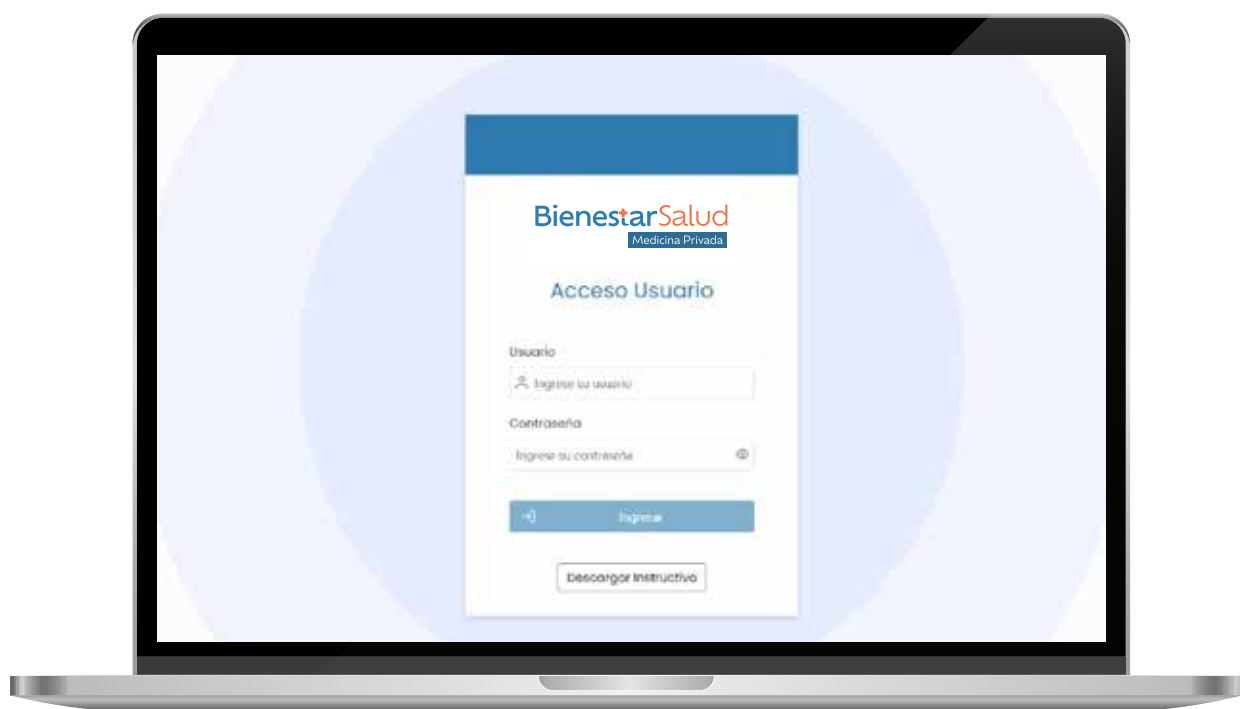 BienestarSalud
Medicina Privada
Acceso Usuario
Usuario
Ingrese su usuario
Contraseña
Ingrese su contraseña
Ingresar
Descargar Instructivo